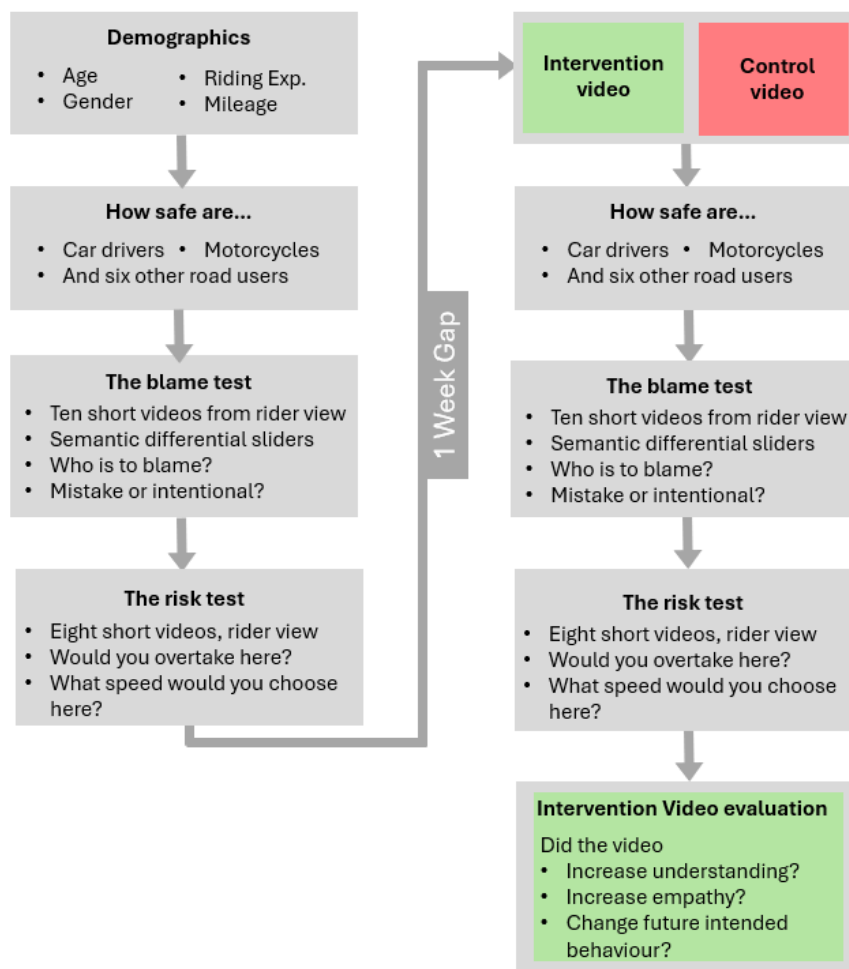 Demographics
• Age
• Gender
• Riding Exp.
• Mileage
How safe are...
• Car drivers • Motorcycles
• And six other road users
The blame test
• Ten short videos from rider view
• Semantic differential sliders
• Who is to blame?
• Mistake or intentional?
The risk test
• Eight short videos, rider view
• Would you overtake here?
• What speed would you choose
here?
1 Week Gap
Intervention
video
Control
video
How safe are...
• Car drivers • Motorcycles
• And six other road users
The blame test
• Ten short videos from rider view
• Semantic differential sliders
• Who is to blame?
• Mistake or intentional?
The risk test
• Eight short videos, rider view
• Would you overtake here?
• What speed would you choose
here?
Intervention Video evaluation
Did the video
• Increase understanding?
• Increase empathy?
• Change future intended
behaviour?